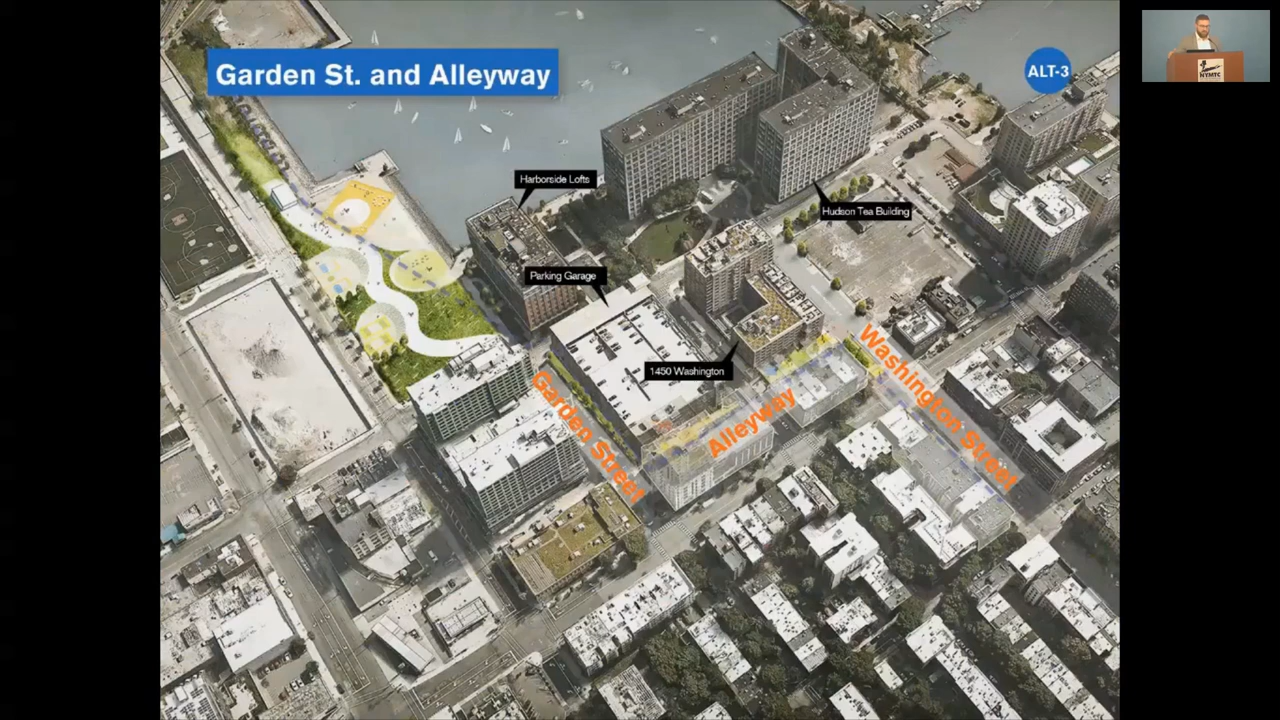 Garden St. and Alleyway
ALT-3
NYMTC
Harborside Lofts
Hudson Tea Building
Parking Garage
1450 Washington
Garden Street
Alleyway
Washington Street